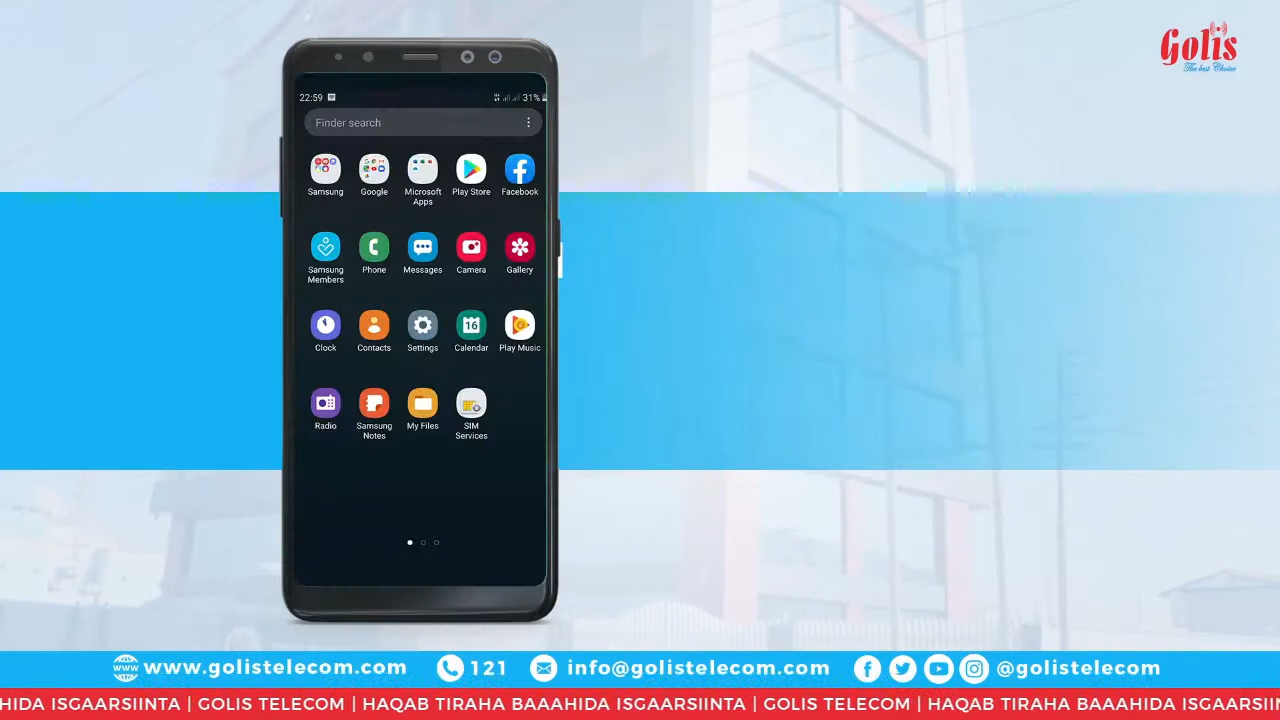 Golis
The best Choice
22:59 31%
Finder search
Samsung Google Microsoft Apps Play Store Facebook
Samsung Members Phone Messages Camera Gallery
Clock Contacts Settings 16 Calendar Play Music
Radio Samsung Notes My Files SIM Services
www www.golistelecom.com 121 info@golistelecom.com @golistelecom
HIDA ISGAARSIINTA | GOLIS TELECOM | HAQAB TIRAHA BAAAHIDA ISGAARSIINTA | GOLIS TELECOM | HAQAB TIRAHA BAAAHIDA ISGAARSII